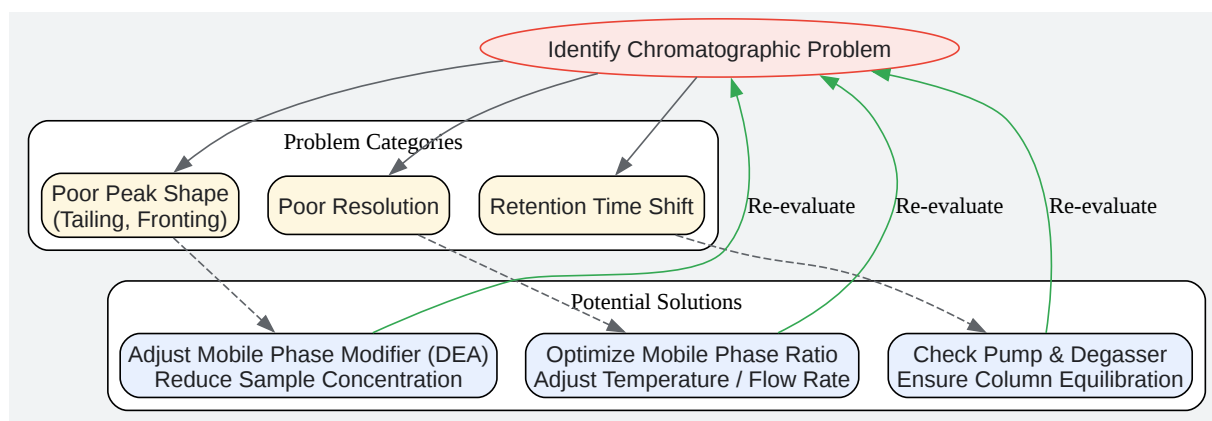 Identify Chromatographic Problem
Problem Categories
Poor Peak Shape
(Tailing, Fronting)
Poor Resolution
Retention Time Shift
Re-evaluate
Re-evaluate
Re-evaluate
Potential Solutions
Adjust Mobile Phase Modifier (DEA)
Reduce Sample Concentration
Optimize Mobile Phase Ratio
Adjust Temperature / Flow Rate
Check Pump & Degasser
Ensure Column Equilibration